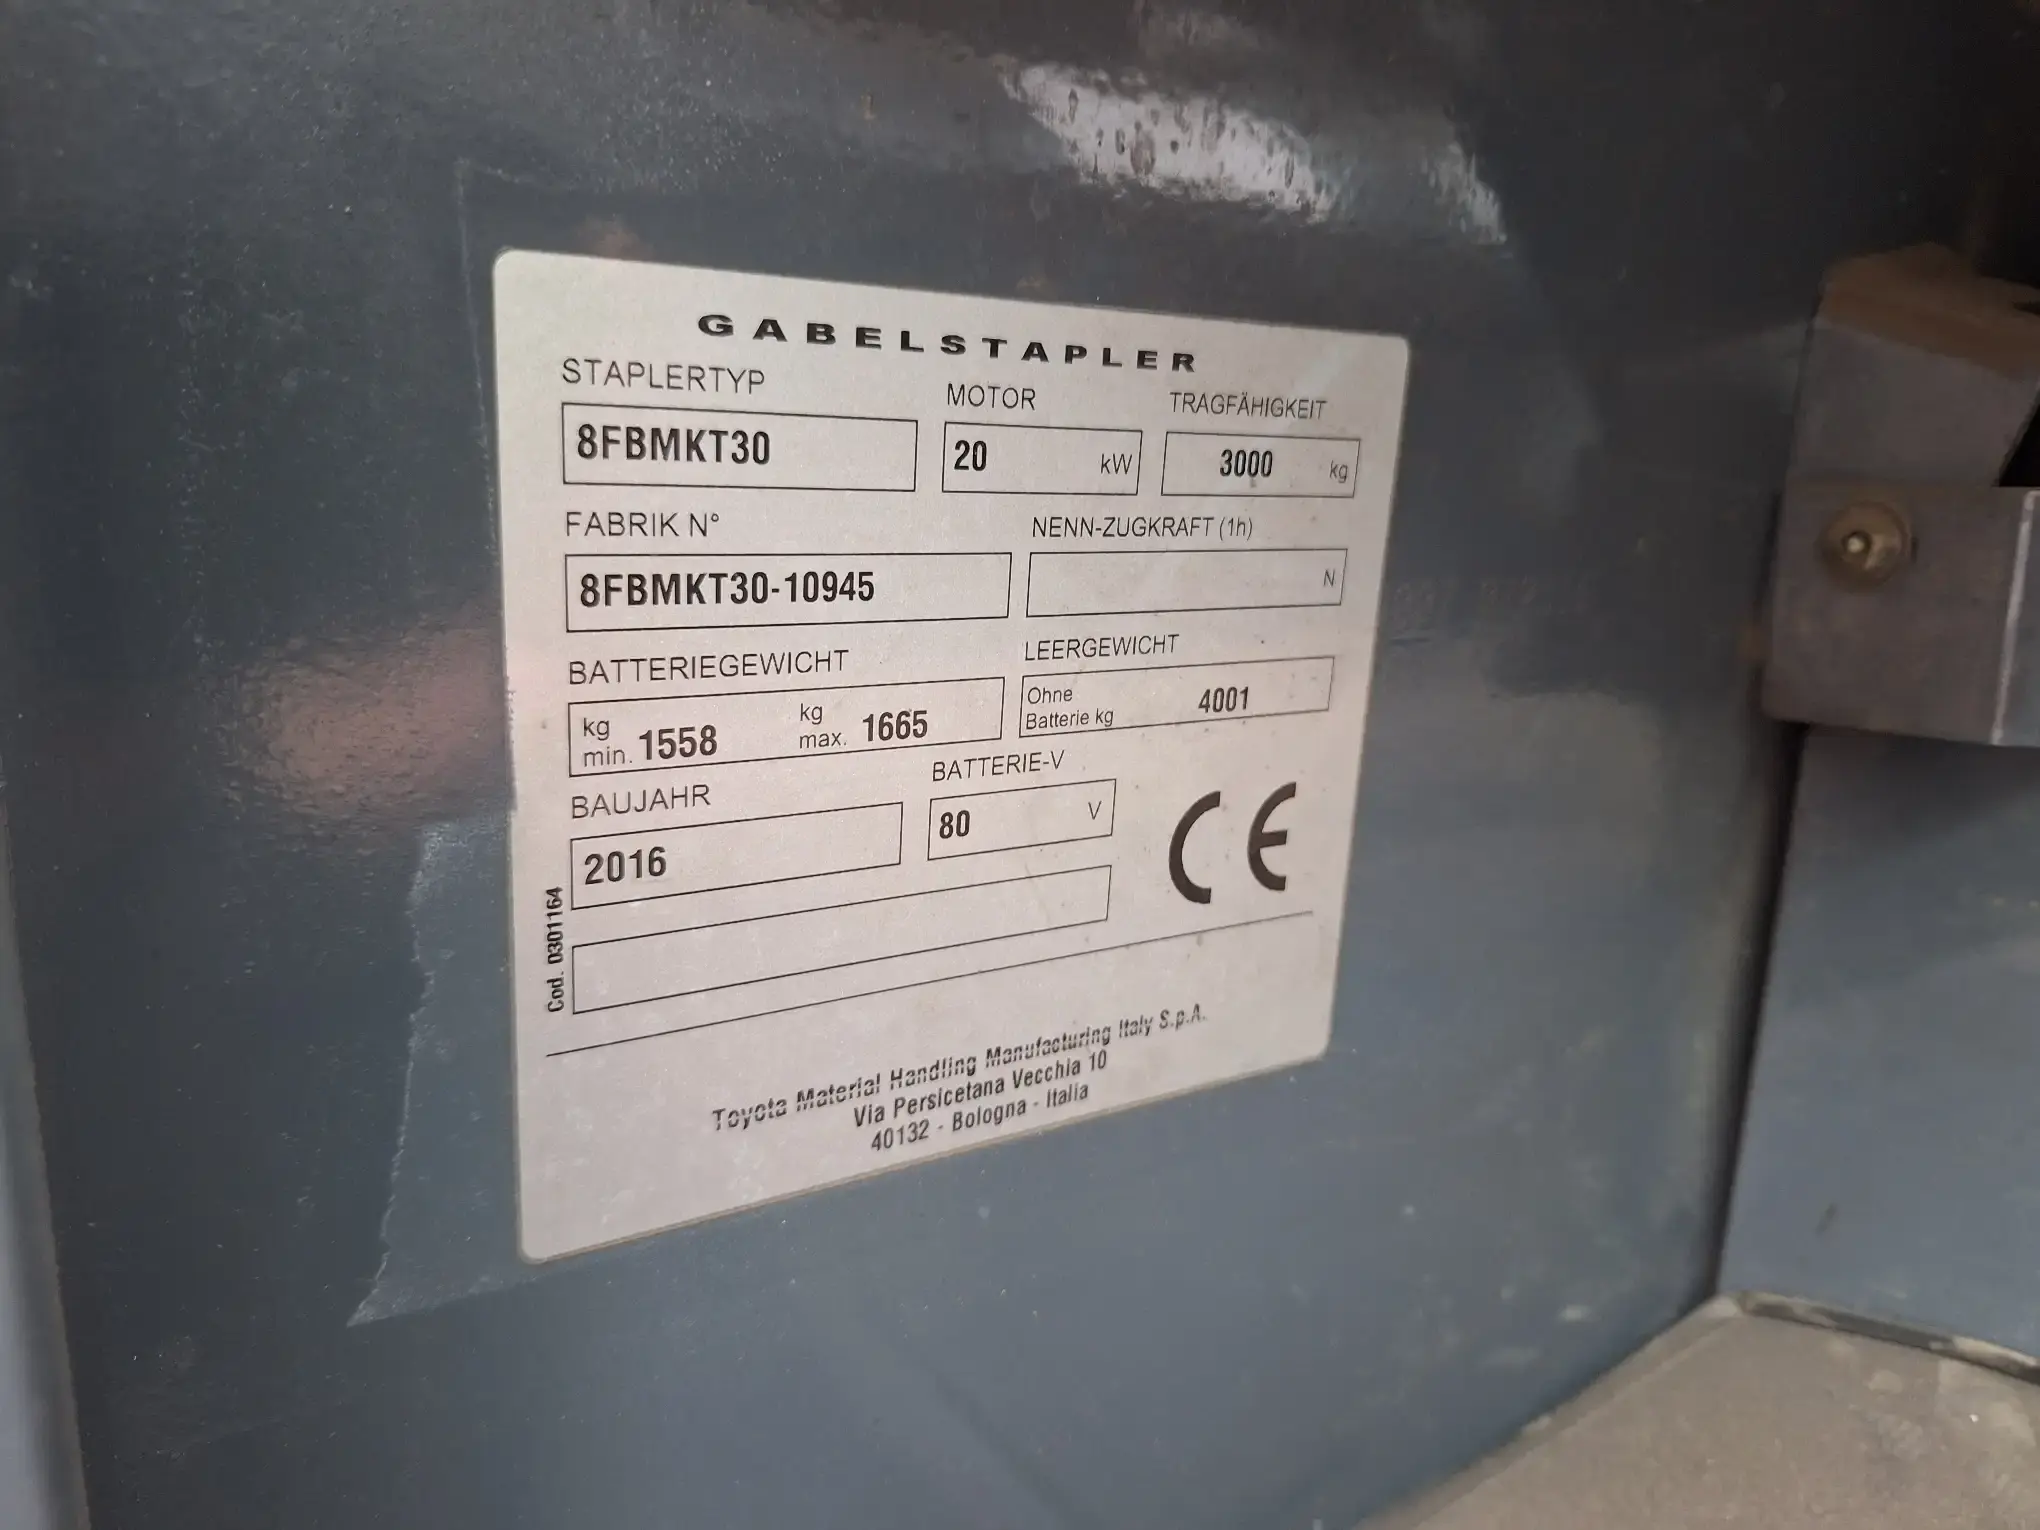 GABELSTAPLER
STAPLERTYP MOTOR TRAGFÄHIGKEIT
8FBMKT30 20 kW 3000 kg
FABRIK N° NENN-ZUGKRAFT (1h)
8FBMKT30-10945 N
BATTERIEGEWICHT LEERGEWICHT
kg min. 1558 kg max. 1665 Ohne Batterie kg 4001
BAUJAHR BATTERIE-V
2016 80 V
CE
Cod. 0301164
Toyota Material Handling Manufacturing Italy S.p.A.
Via Persicetana Vecchia 10
40132 - Bologna - Italia